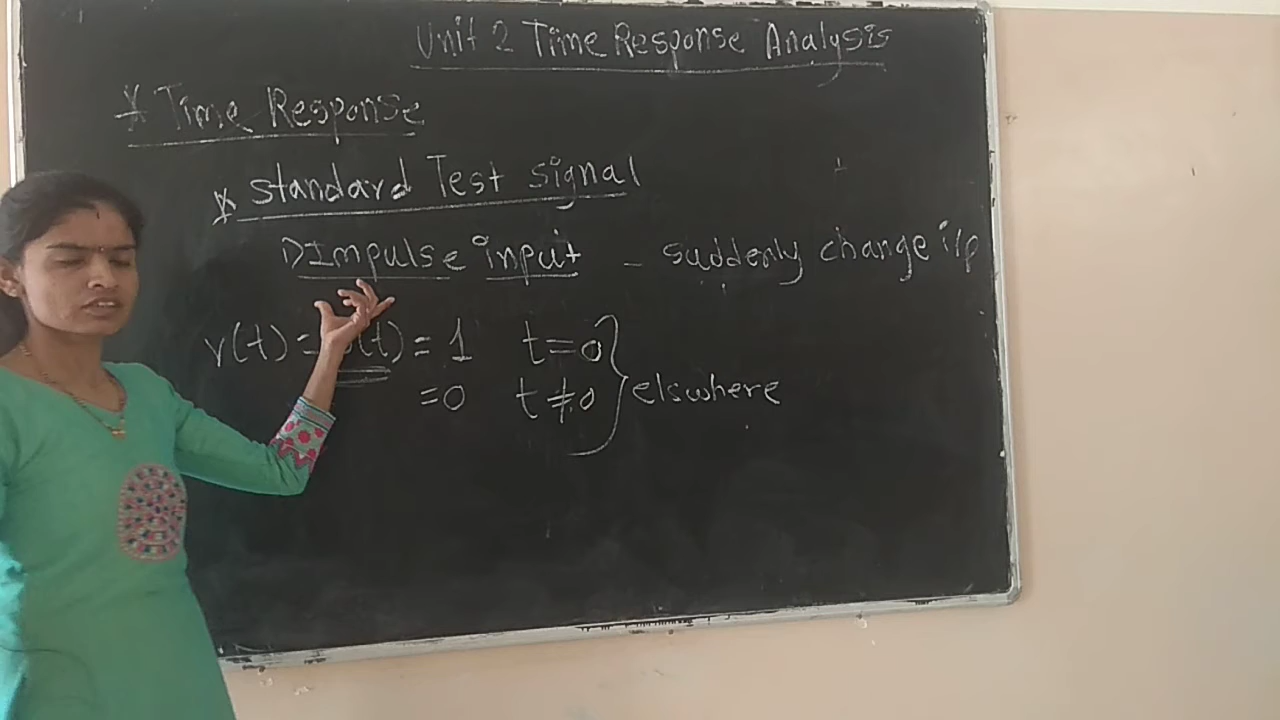 Unit 2 Time Response Analysis
* Time Response
* Standard Test signal
1) Impulse input - suddenly change i/p
r(t) = δ(t) = 1 t=0
=0 t≠0 } elswhere